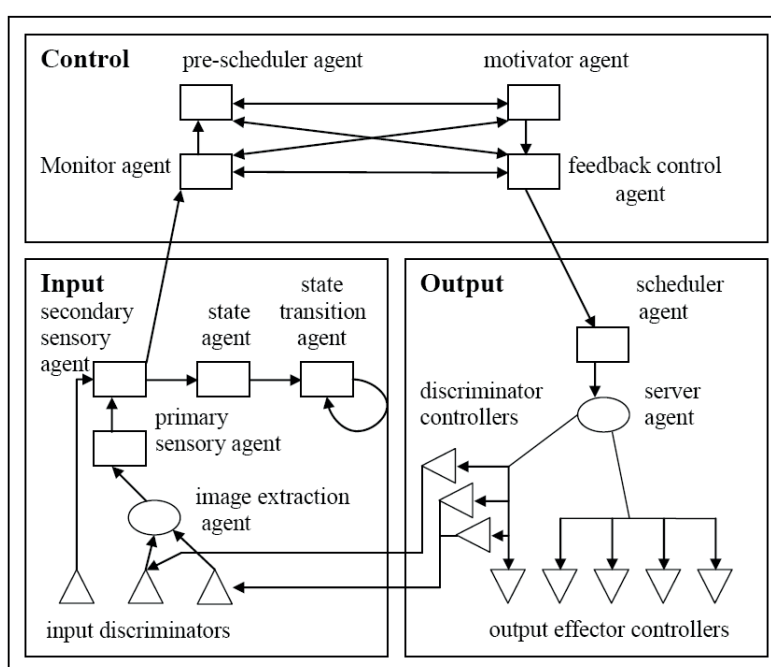 Control
pre-scheduler agent
motivator agent
Monitor agent
feedback control
agent
Input
secondary
sensory
agent
state
agent
state
transition
agent
primary
sensory agent
image extraction
agent
input discriminators
Output
scheduler
agent
discriminator
controllers
server
agent
output effector controllers